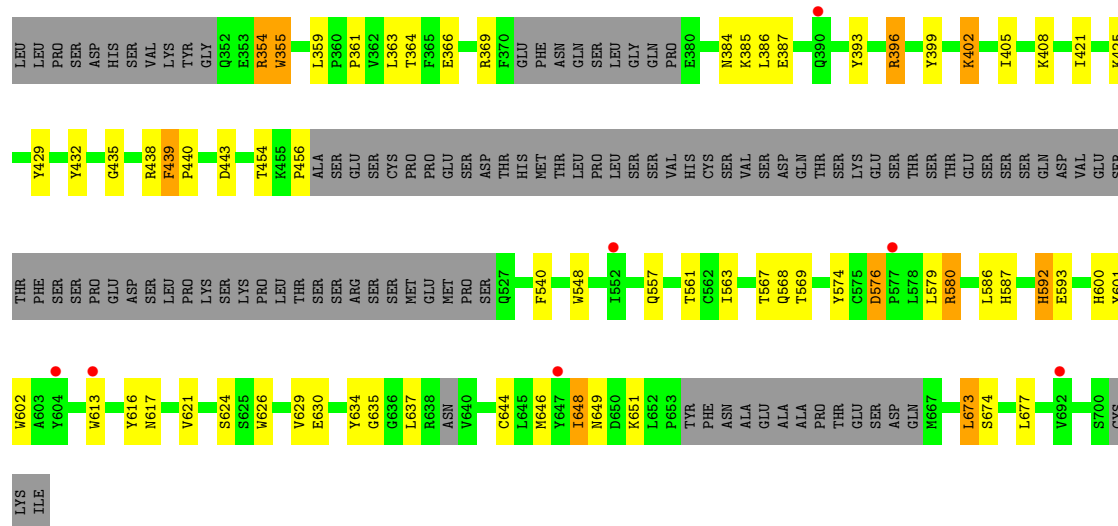 LEU LEU PRO SER ASP HIS SER VAL LYS TYR GLY Q352 E353 R354 W355 L359 P360 P361 V362 L363 T364 F365 E366 R369 F370 GLU PHE ASN GLN SER LEU GLY GLN PRO E380 N384 K385 L386 E387 Q390 Y393 R396 Y399 K402 I405 K408 I421 K425
Y429 Y432 G435 R438 F439 P440 D443 T454 K455 P456 ALA SER GLU SER CYS PRO PRO GLU SER ASP THR HIS MET THR LEU PRO LEU SER SER VAL HIS CYS SER VAL SER ASP GLN THR SER LYS GLU SER THR SER THR GLU SER SER SER GLN ASP VAL GLU SER
THR PHE SER SER PRO GLU ASP SER LEU PRO LYS SER LYS PRO LEU THR SER SER ARG SER SER MET GLU MET PRO SER Q527 F540 W548 I552 Q557 T561 C562 I563 T567 Q568 T569 Y574 C575 D576 P577 L578 L579 R580 L586 H587 H592 E593 H600 Y601
W602 A603 Y604 W613 Y616 N617 V621 S624 S625 W626 V629 E630 Y634 G635 G636 L637 R638 ASN V640 C644 L645 M646 Y647 I648 N649 D650 K651 L652 P653 TYR PHE ASN ALA GLU ALA ALA PRO THR GLU SER ASP GLN M667 L673 S674 L677 V692 S700 CYS
LYS ILE